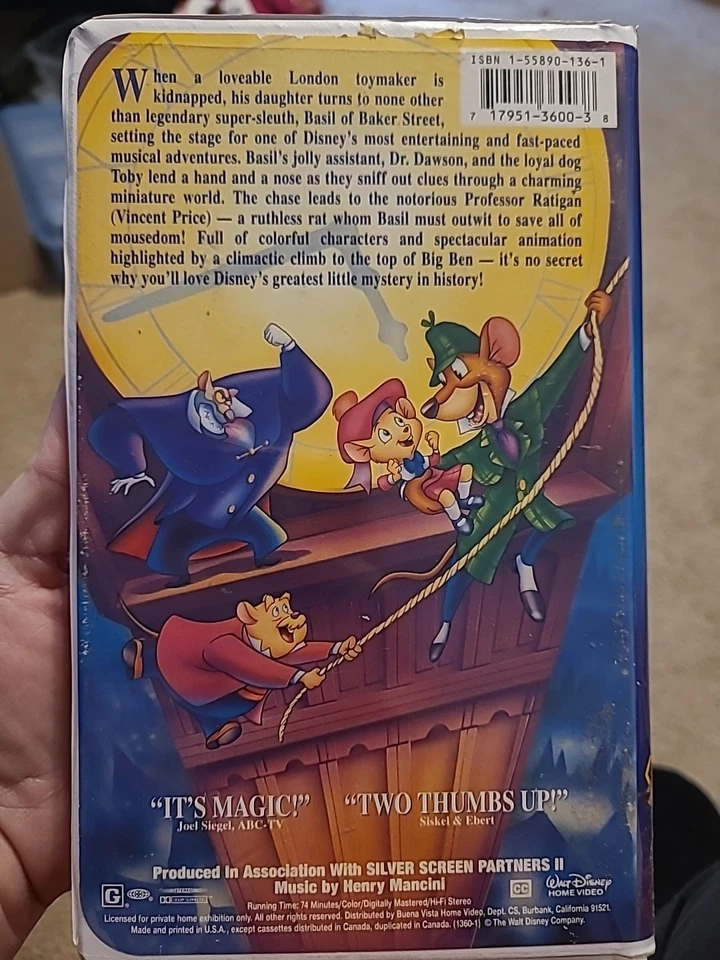 ISBN 1-55890-136-1
7 17951-3600-3 8
When a loveable London toymaker is
kidnapped, his daughter turns to none other
than legendary super-sleuth, Basil of Baker Street,
setting the stage for one of Disney's most entertaining and fast-paced
musical adventures. Basil's jolly assistant, Dr. Dawson, and the loyal dog
Toby lend a hand and a nose as they sniff out clues through a charming
miniature world. The chase leads to the notorious Professor Ratigan
(Vincent Price) — a ruthless rat whom Basil must outwit to save all of
mousedom! Full of colorful characters and spectacular animation
highlighted by a climactic climb to the top of Big Ben — it's no secret
why you'll love Disney's greatest little mystery in history!
"IT'S MAGIC!" "TWO THUMBS UP!"
Joel Siegel, ABC-TV Siskel & Ebert
Produced In Association With SILVER SCREEN PARTNERS II
Music by Henry Mancini
G CC Walt Disney
HOME VIDEO
Running Time: 74 Minutes/Color/Digitally Mastered/Hi-Fi Stereo
Licensed for private home exhibition only. All other rights reserved. Distributed by Buena Vista Home Video, Dept. CS, Burbank, California 91521.
Made and printed in U.S.A., except cassettes distributed in Canada, duplicated in Canada. (1360-1) © The Walt Disney Company.